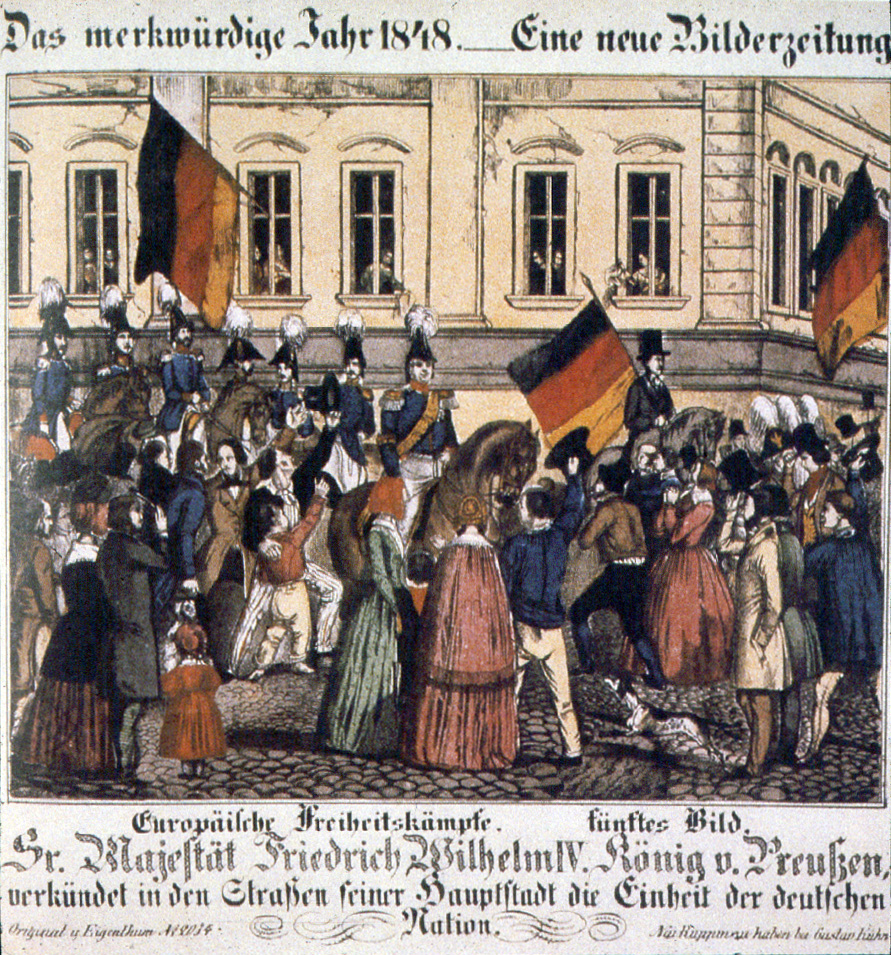 Das merkwürdige Jahr 1848.—Eine neue Bilderzeitung
Europäische Freiheitskämpfe. fünftes Bild.
Sr. Majestät Friedrich Wilhelm IV. König v. Preußen,
verkündet in den Straßen seiner Hauptstadt die Einheit der deutschen
Nation.
Original u Eigenthum No 2014. zu haben bei Gustav Kühn